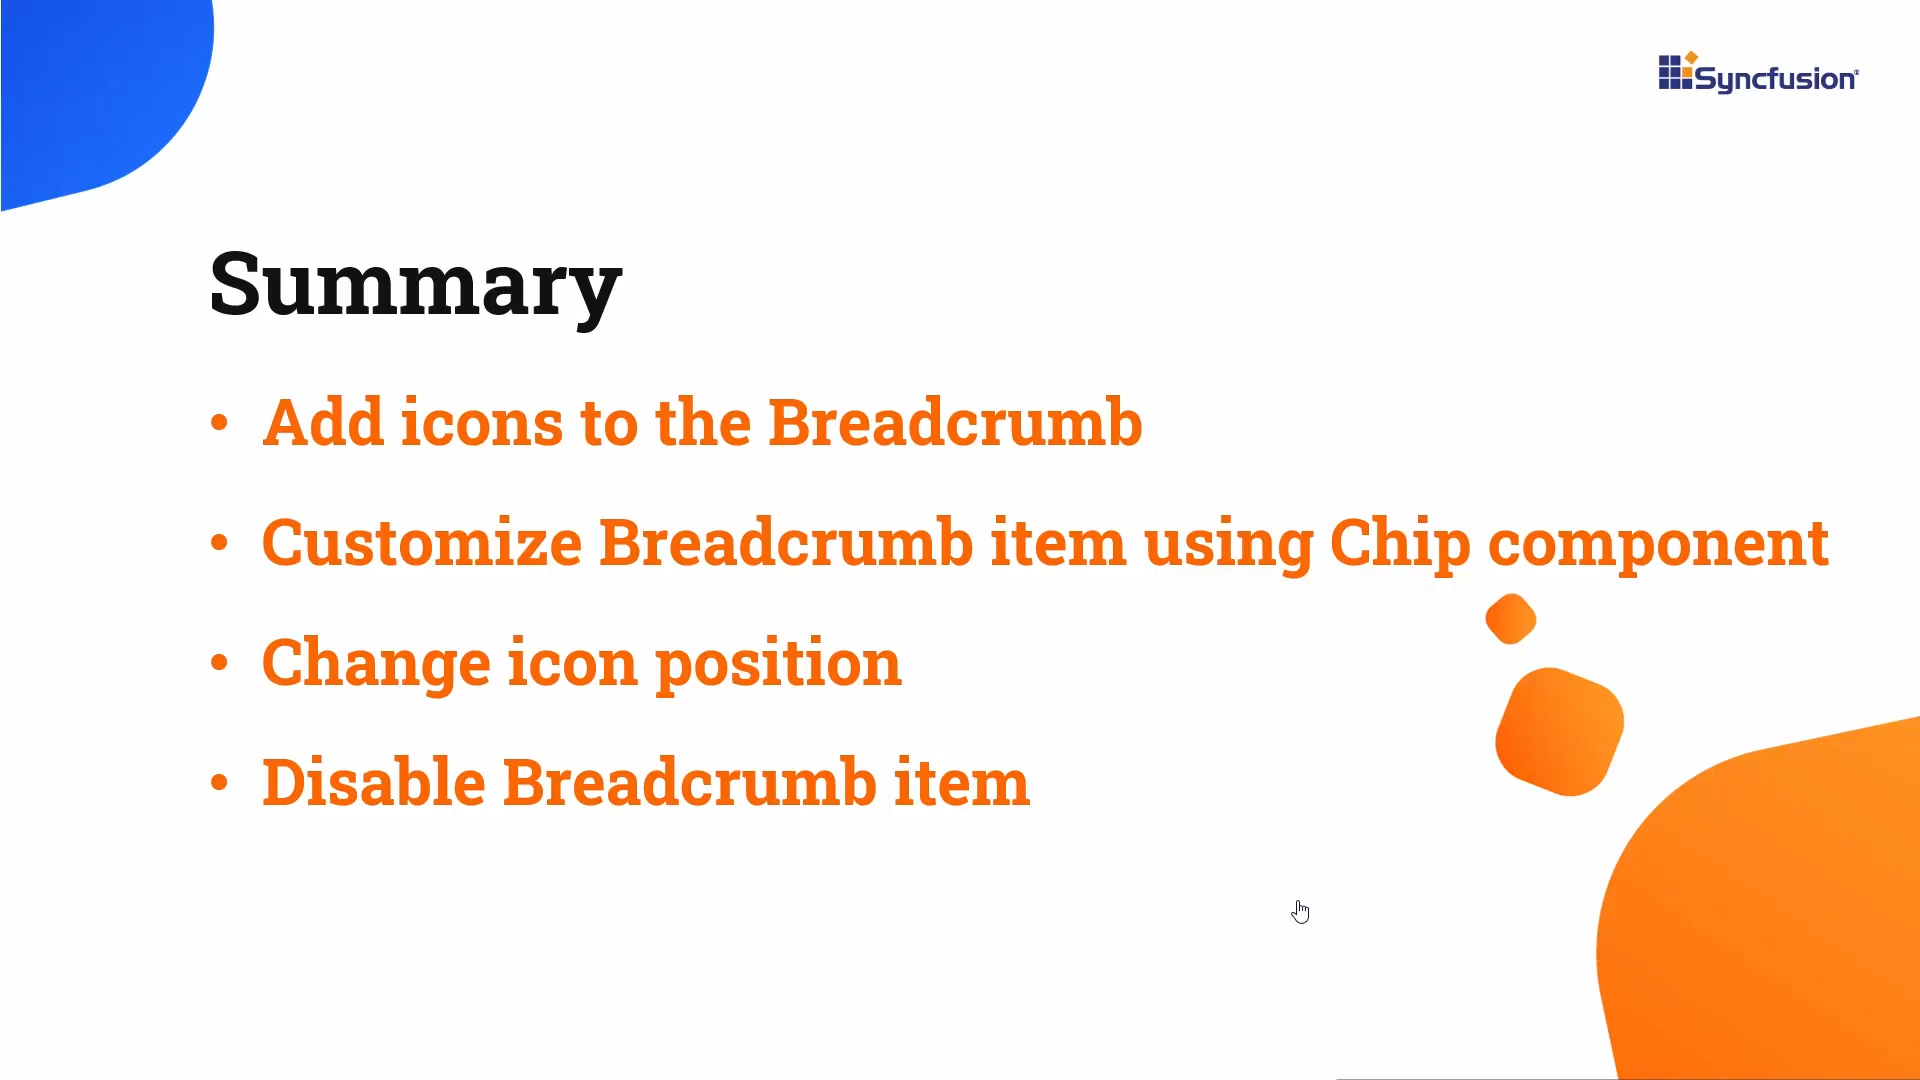 Syncfusion®
Summary
• Add icons to the Breadcrumb
• Customize Breadcrumb item using Chip component
• Change icon position
• Disable Breadcrumb item